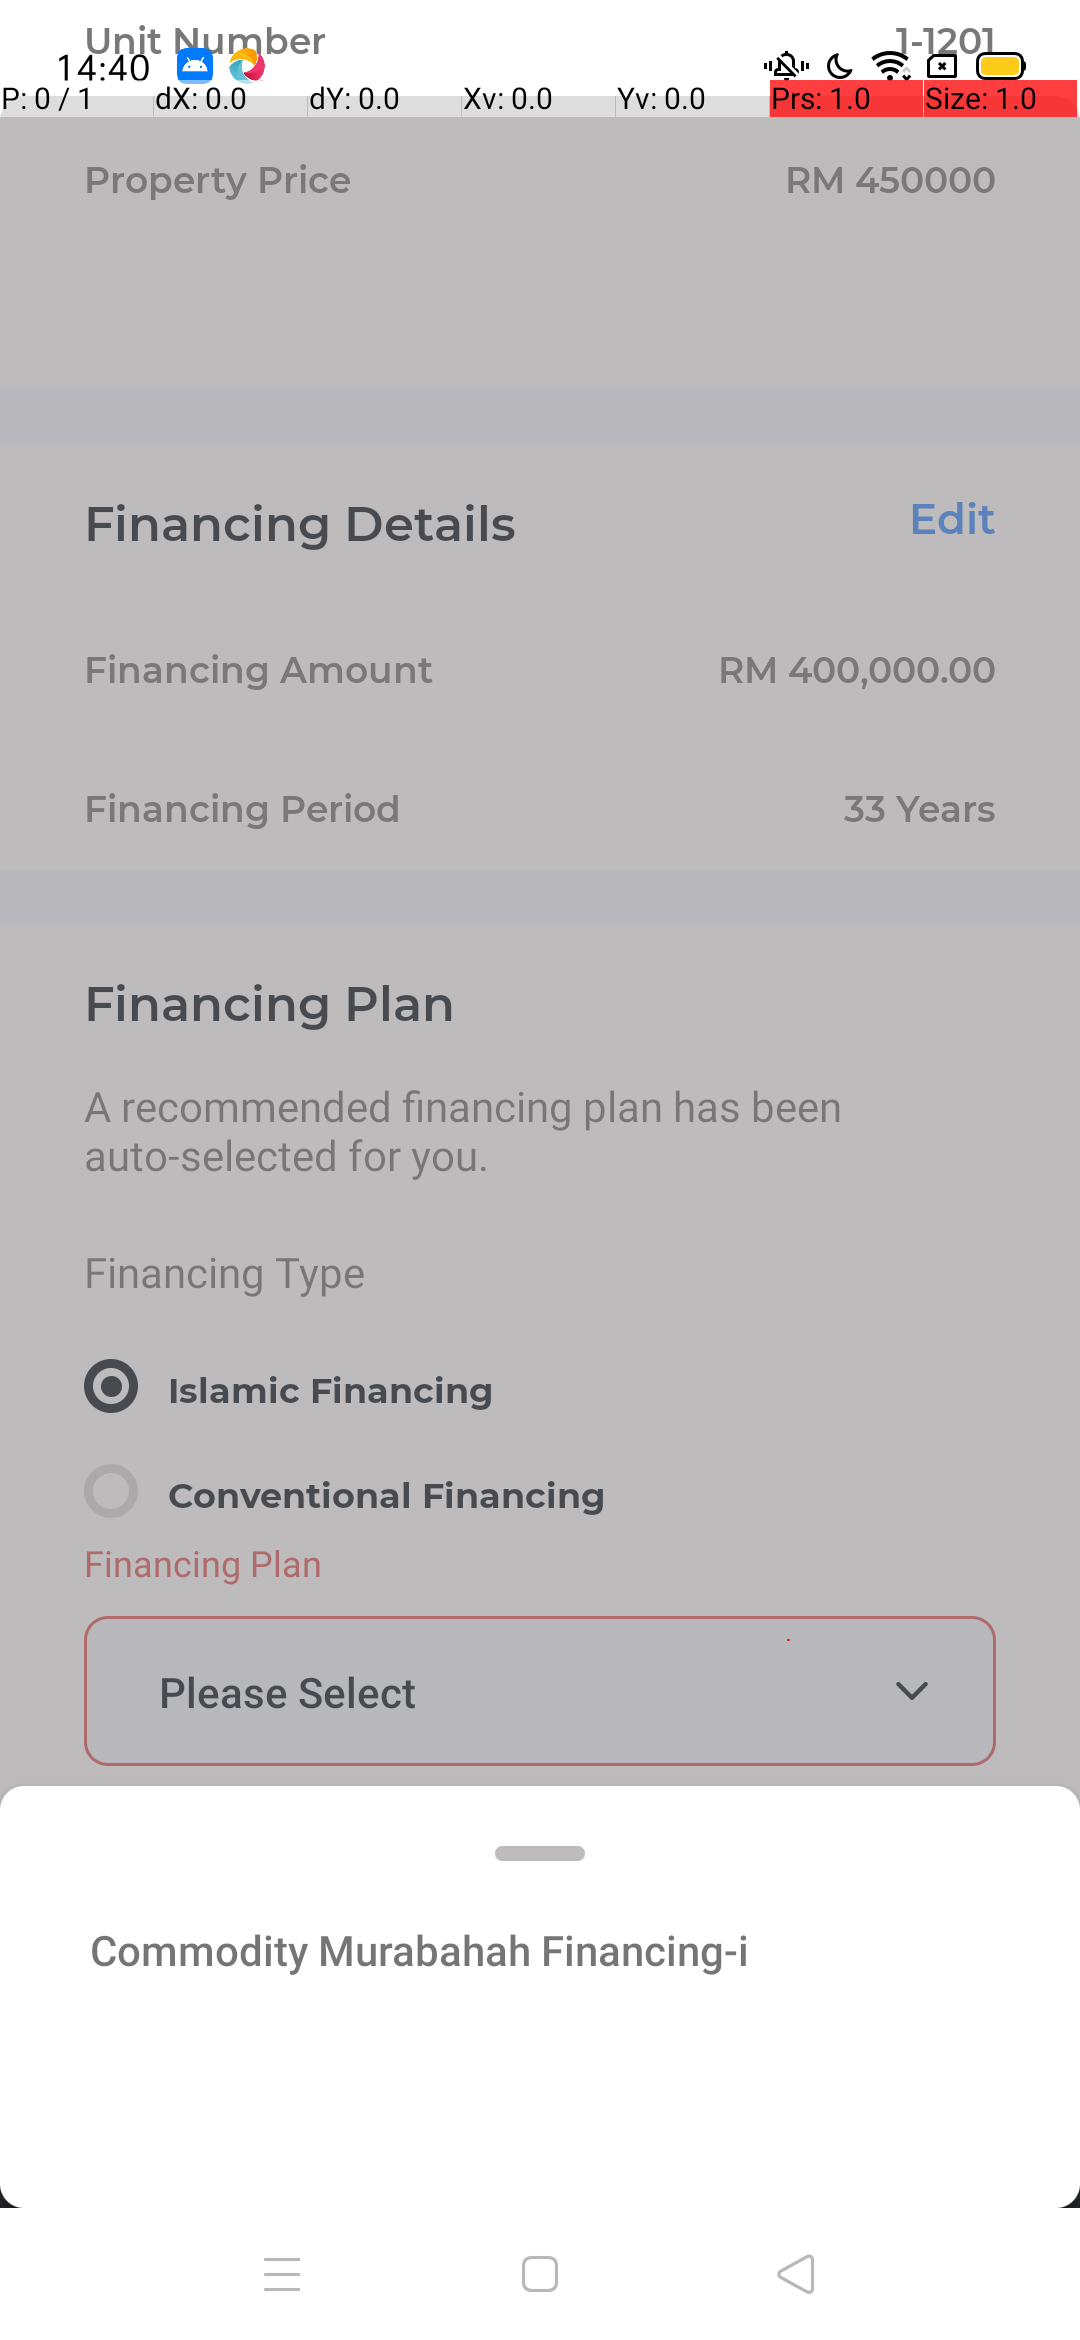 Unit Number 1-1201
14:40
P: 0 / 1 dX: 0.0 dY: 0.0 Xv: 0.0 Yv: 0.0 Prs: 1.0 Size: 1.0
Property Price RM 450000
Financing Details Edit
Financing Amount RM 400,000.00
Financing Period 33 Years
Financing Plan
A recommended financing plan has been
auto-selected for you.
Financing Type
Islamic Financing
Conventional Financing
Financing Plan
Please Select
Commodity Murabahah Financing-i